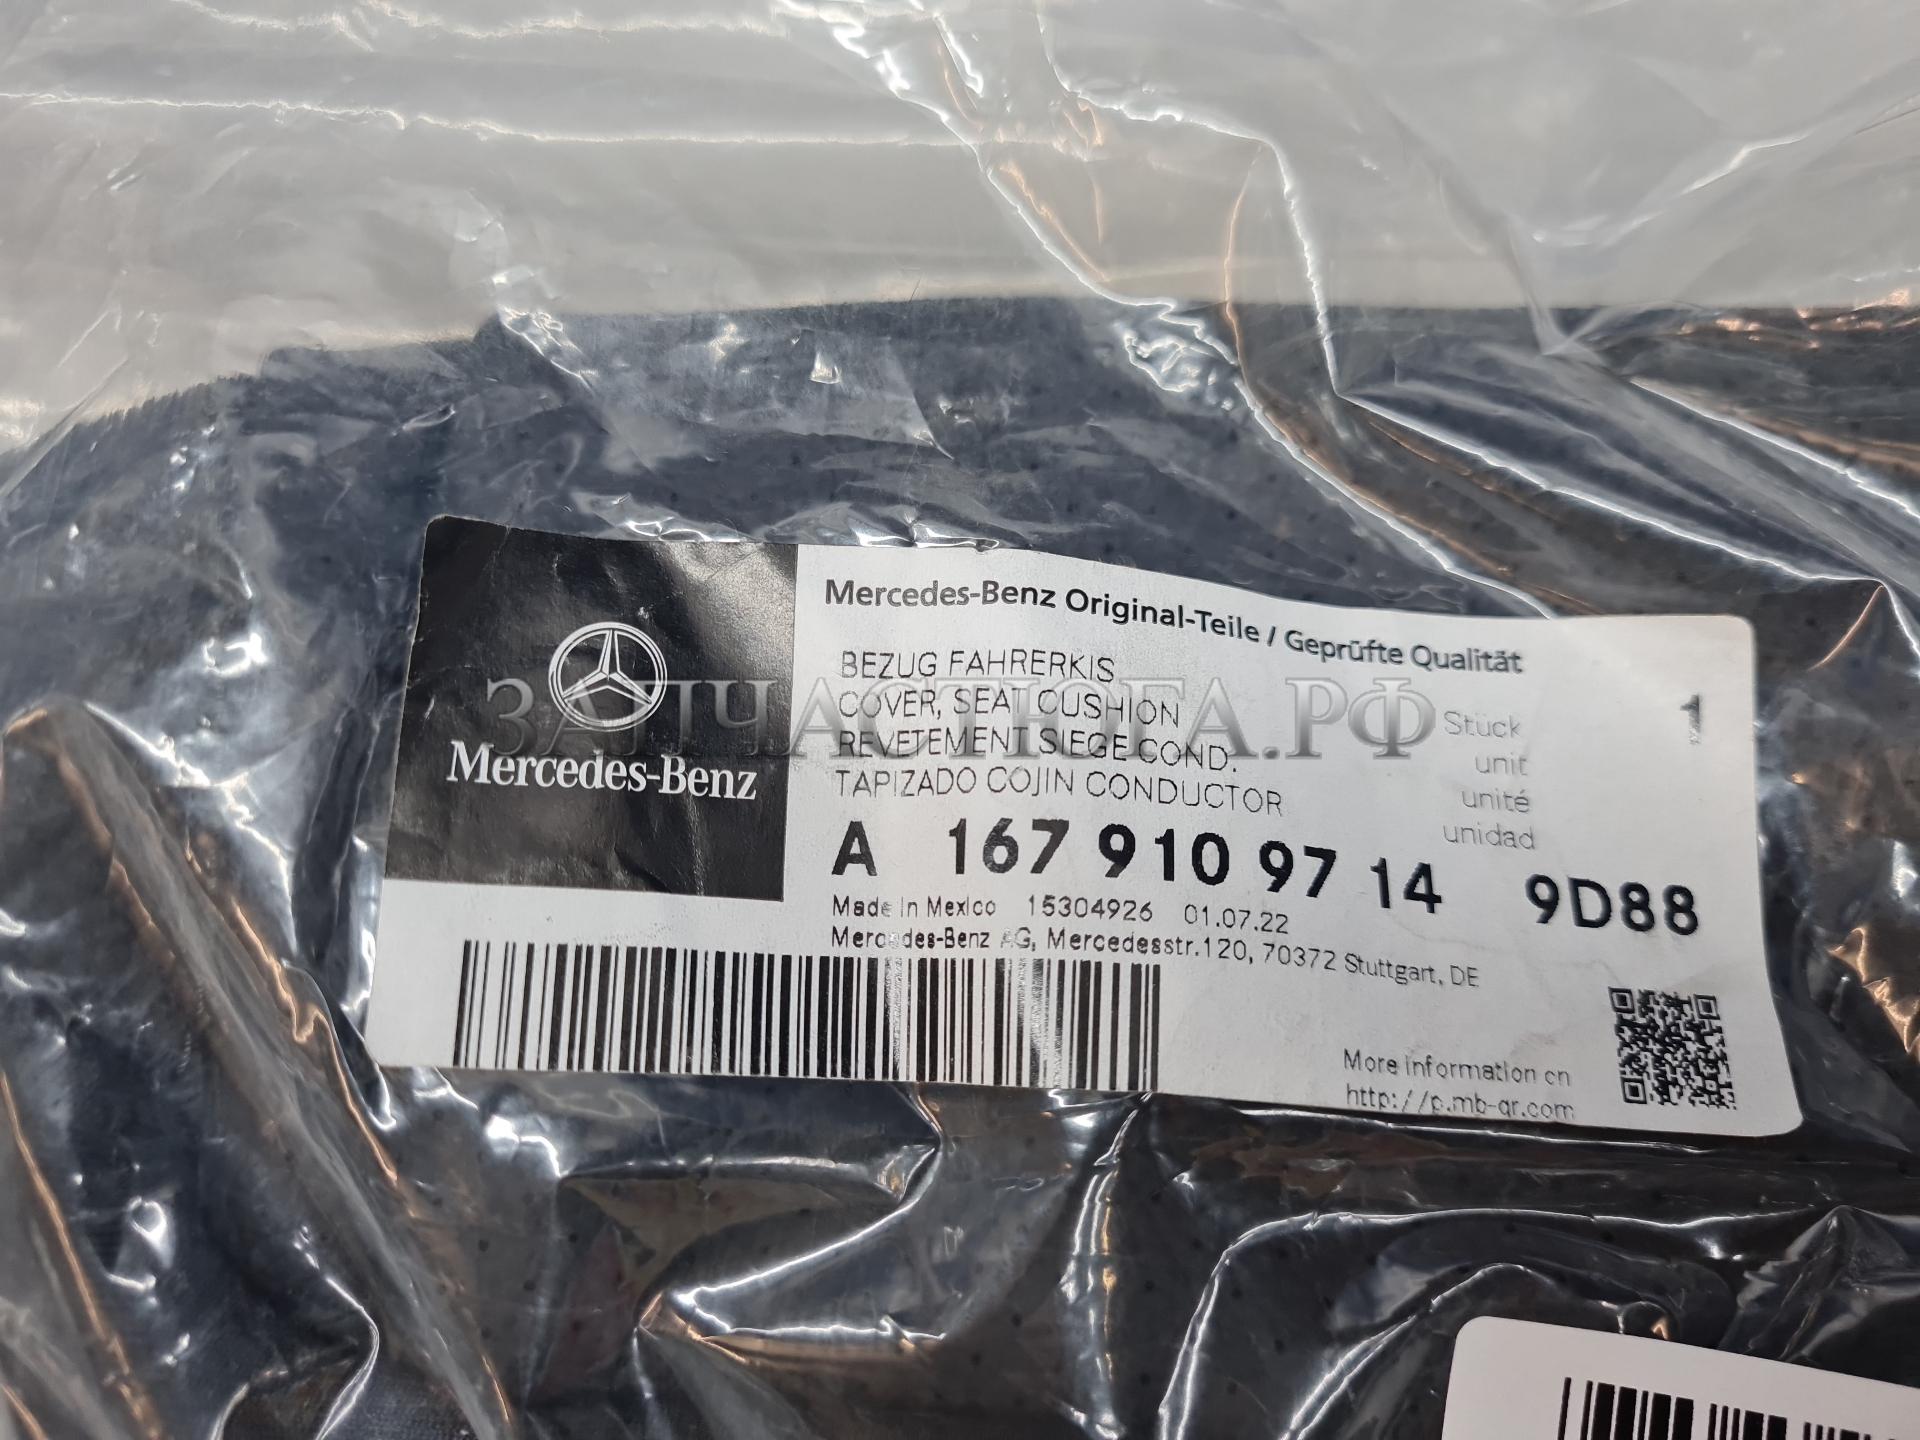 Mercedes-Benz
Mercedes-Benz Original-Teile / Geprüfte Qualität
BEZUG FAHRERKIS
COVER, SEAT CUSHION
REVETEMENT SIEGE COND.
TAPIZADO COJIN CONDUCTOR
Stück 1
unit
unité
unidad
A 167 910 97 14 9D88
Made in Mexico 15304926 01.07.22
Mercedes-Benz AG, Mercedesstr.120, 70372 Stuttgart, DE
More information on
http://p.mb-qr.com
ЗАПЧАСТЮГА.РФ